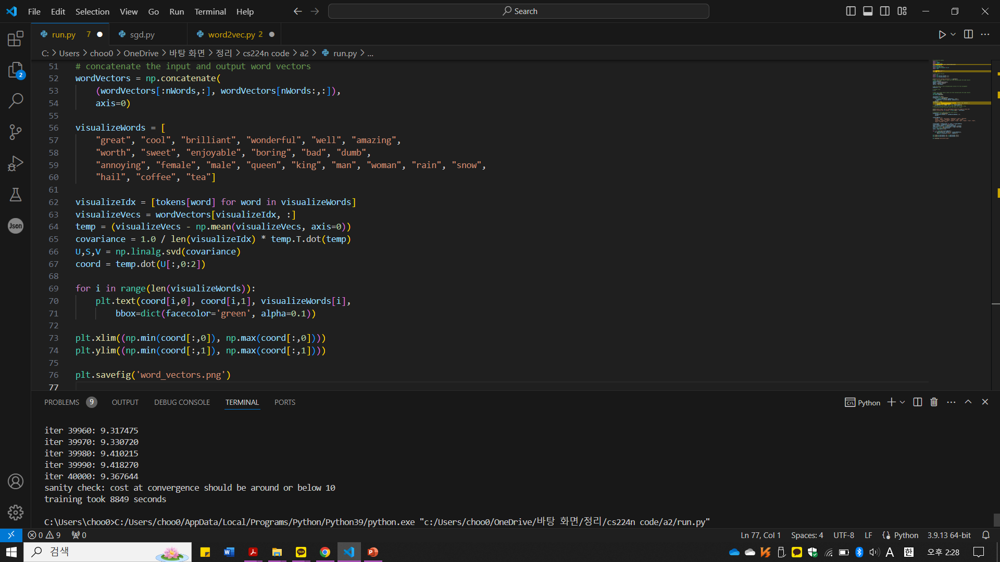 File Edit Selection View Go Run Terminal Help
Search
run.py 7
sgd.py
word2vec.py 2
C: > Users > choo0 > OneDrive > 바탕 화면 > 정리 > cs224n code > a2 > run.py > ...
51 # concatenate the input and output word vectors
52 wordVectors = np.concatenate(
53 (wordVectors[:nWords,:], wordVectors[nWords:,:]),
54 axis=0)
55
56 visualizeWords = [
57 "great", "cool", "brilliant", "wonderful", "well", "amazing",
58 "worth", "sweet", "enjoyable", "boring", "bad", "dumb",
59 "annoying", "female", "male", "queen", "king", "man", "woman", "rain", "snow",
60 "hail", "coffee", "tea"]
61
62 visualizeIdx = [tokens[word] for word in visualizeWords]
63 visualizeVecs = wordVectors[visualizeIdx, :]
64 temp = (visualizeVecs - np.mean(visualizeVecs, axis=0))
65 covariance = 1.0 / len(visualizeIdx) * temp.T.dot(temp)
66 U,S,V = np.linalg.svd(covariance)
67 coord = temp.dot(U[:,0:2])
68
69 for i in range(len(visualizeWords)):
70 plt.text(coord[i,0], coord[i,1], visualizeWords[i],
71 bbox=dict(facecolor='green', alpha=0.1))
72
73 plt.xlim((np.min(coord[:,0]), np.max(coord[:,0])))
74 plt.ylim((np.min(coord[:,1]), np.max(coord[:,1])))
75
76 plt.savefig('word_vectors.png')
77
2
Json
PROBLEMS 9 OUTPUT DEBUG CONSOLE TERMINAL PORTS
Python
iter 39960: 9.317475
iter 39970: 9.330720
iter 39980: 9.410215
iter 39990: 9.418270
iter 40000: 9.367644
sanity check: cost at convergence should be around or below 10
training took 8849 seconds
C:\Users\choo0>C:/Users/choo0/AppData/Local/Programs/Python/Python39/python.exe "c:/Users/choo0/OneDrive/바탕 화면/정리/cs224n code/a2/run.py"
0 9 0
Ln 77, Col 1 Spaces: 4 UTF-8 LF Python 3.9.13 64-bit
검색
A 한 오후 2:28